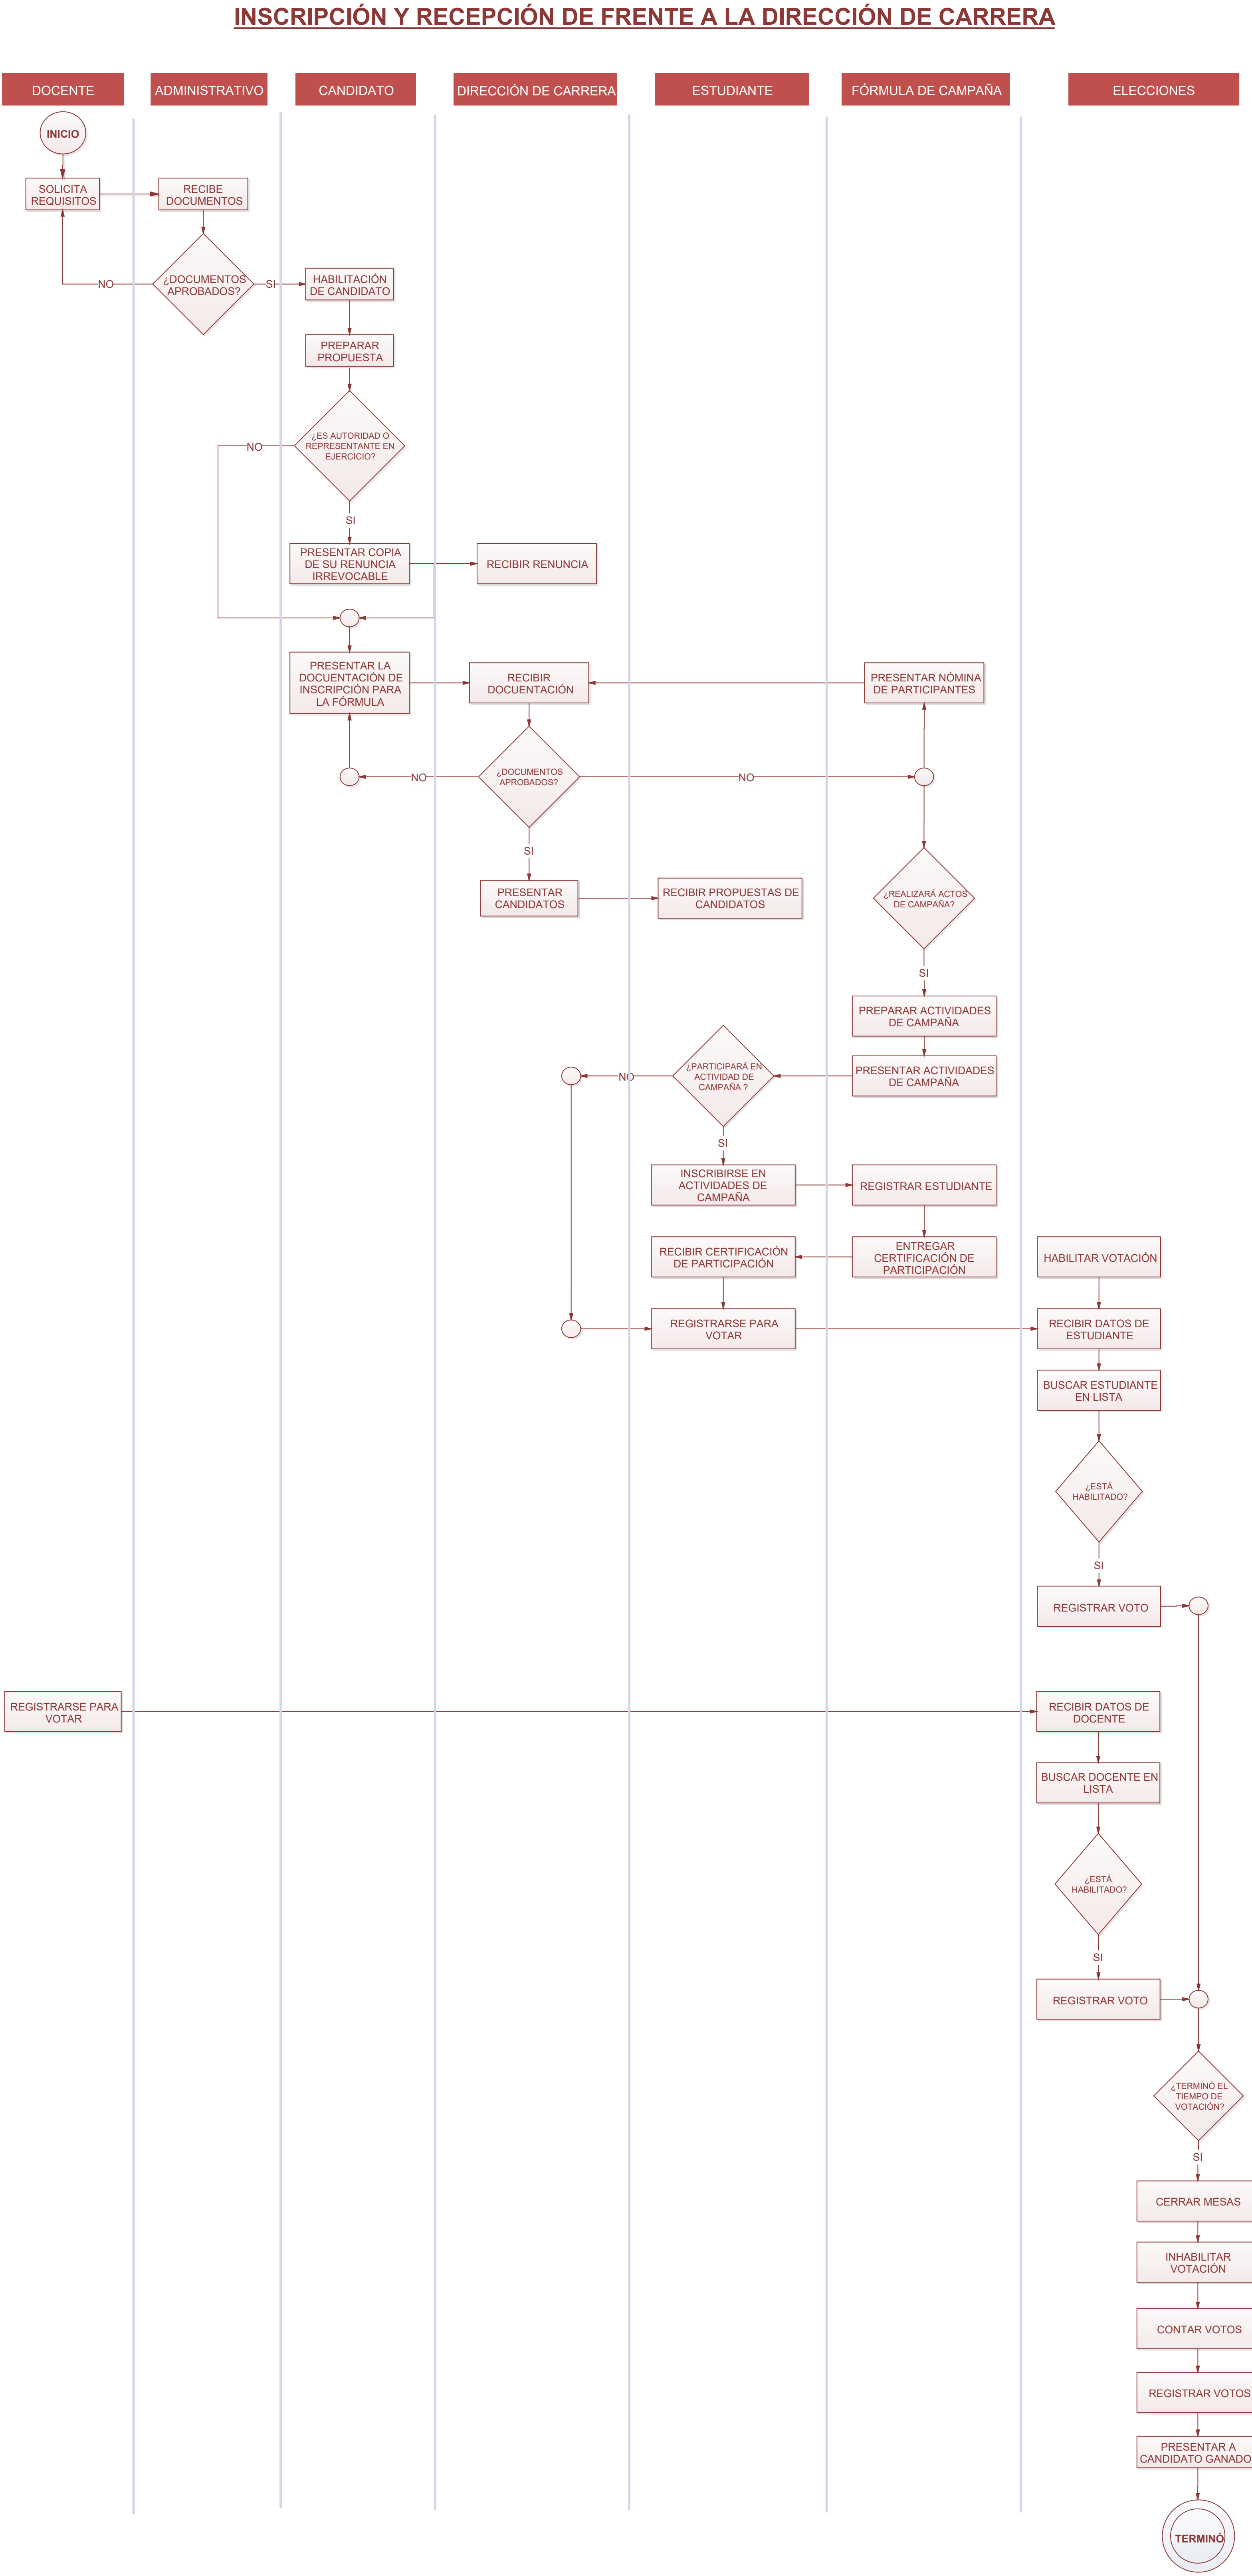 INSCRIPCIÓN Y RECEPCIÓN DE FRENTE A LA DIRECCIÓN DE CARRERA
DOCENTE
ADMINISTRATIVO
CANDIDATO
DIRECCIÓN DE CARRERA
ESTUDIANTE
FÓRMULA DE CAMPAÑA
ELECCIONES
INICIO
SOLICITA
REQUISITOS
RECIBE
DOCUMENTOS
¿DOCUMENTOS
APROBADOS?
NO
SI
HABILITACIÓN
DE CANDIDATO
PREPARAR
PROPUESTA
¿ES AUTORIDAD O
REPRESENTANTE EN
EJERCICIO?
NO
SI
PRESENTAR COPIA
DE SU RENUNCIA
IRREVOCABLE
RECIBIR RENUNCIA
PRESENTAR LA
DOCUENTACIÓN DE
INSCRIPCIÓN PARA
LA FÓRMULA
RECIBIR
DOCUENTACIÓN
PRESENTAR NÓMINA
DE PARTICIPANTES
¿DOCUMENTOS
APROBADOS?
NO
NO
SI
PRESENTAR
CANDIDATOS
RECIBIR PROPUESTAS DE
CANDIDATOS
¿REALIZARÁ ACTOS
DE CAMPAÑA?
SI
PREPARAR ACTIVIDADES
DE CAMPAÑA
PRESENTAR ACTIVIDADES
DE CAMPAÑA
¿PARTICIPARÁ EN
ACTIVIDAD DE
CAMPAÑA ?
NO
SI
INSCRIBIRSE EN
ACTIVIDADES DE
CAMPAÑA
REGISTRAR ESTUDIANTE
RECIBIR CERTIFICACIÓN
DE PARTICIPACIÓN
ENTREGAR
CERTIFICACIÓN DE
PARTICIPACIÓN
HABILITAR VOTACIÓN
REGISTRARSE PARA
VOTAR
RECIBIR DATOS DE
ESTUDIANTE
BUSCAR ESTUDIANTE
EN LISTA
¿ESTÁ
HABILITADO?
SI
REGISTRAR VOTO
REGISTRARSE PARA
VOTAR
RECIBIR DATOS DE
DOCENTE
BUSCAR DOCENTE EN
LISTA
¿ESTÁ
HABILITADO?
SI
REGISTRAR VOTO
¿TERMINÓ EL
TIEMPO DE
VOTACIÓN?
SI
CERRAR MESAS
INHABILITAR
VOTACIÓN
CONTAR VOTOS
REGISTRAR VOTOS
PRESENTAR A
CANDIDATO GANADO
TERMINÓ